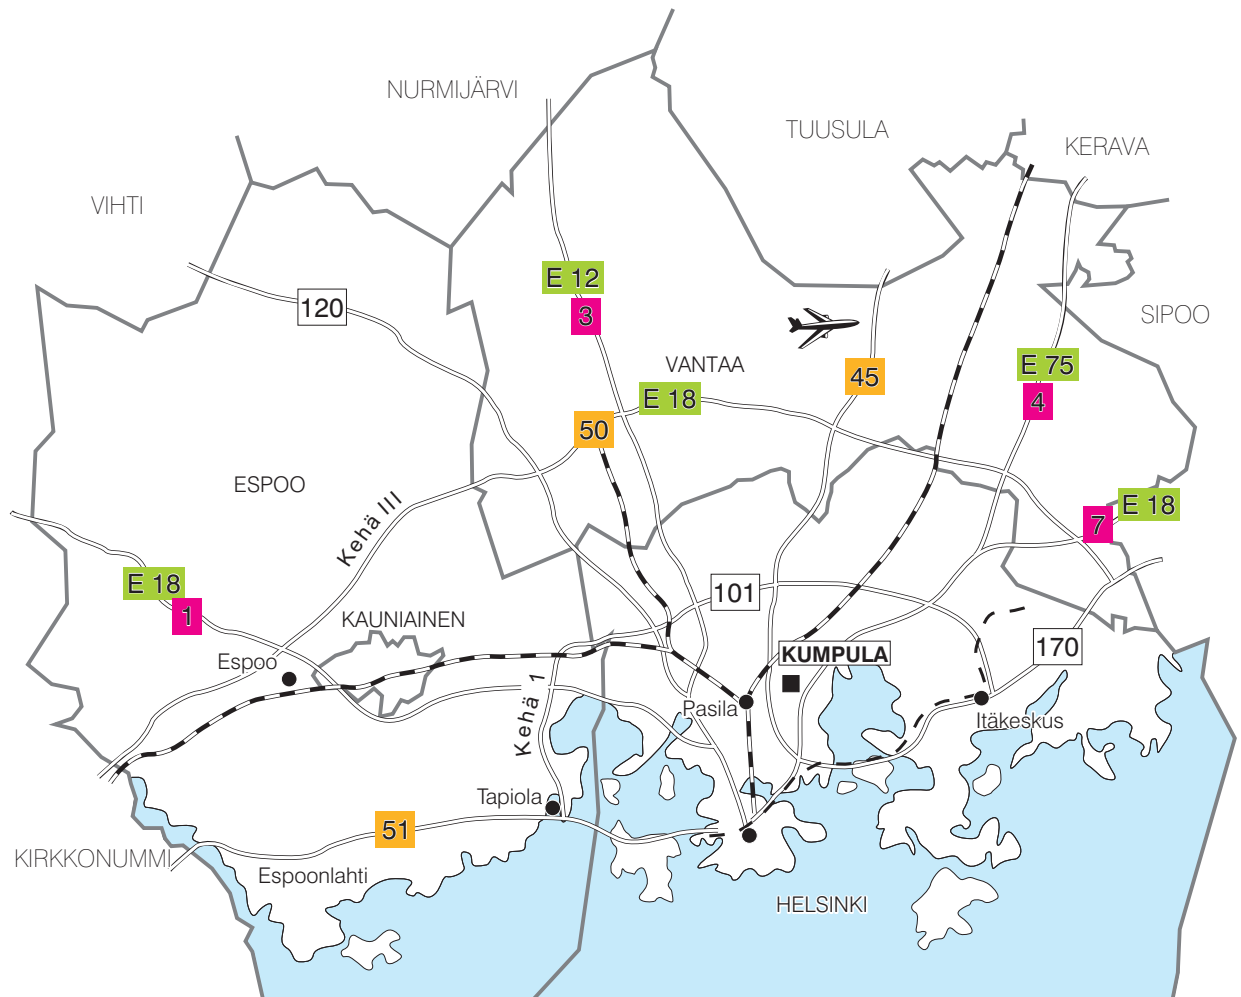 NURMIJÄRVI
TUUSULA
KERAVA
VIHTI
E 12
120
3
SIPOO
VANTAA
E 75
45
E 18
4
50
ESPOO
Kehä III
E 18
7
E 18
101
1
KAUNIAINEN
170
KUMPULA
Espoo
Pasila
Itäkeskus
Kehä 1
Tapiola
51
KIRKKONUMMI
Espoonlahti
HELSINKI